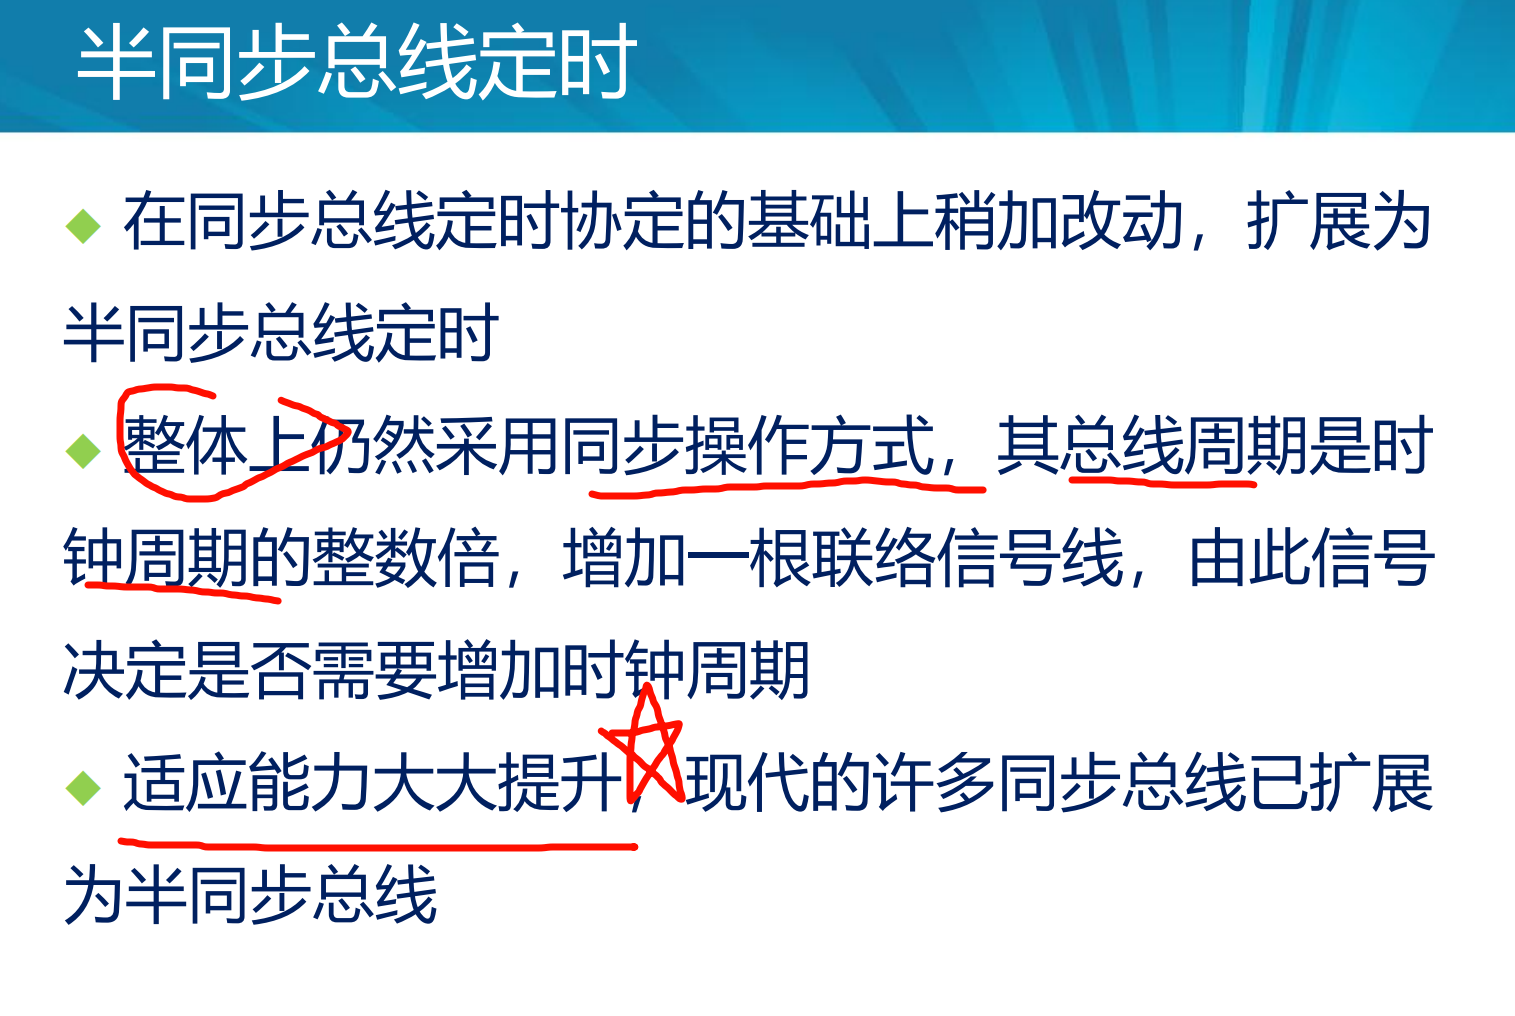 半同步总线定时
在同步总线定时协定的基础上稍加改动，扩展为
半同步总线定时
整体上仍然采用同步操作方式，其总线周期是时
钟周期的整数倍，增加一根联络信号线，由此信号
决定是否需要增加时钟周期
适应能力大大提升，现代的许多同步总线已扩展
为半同步总线